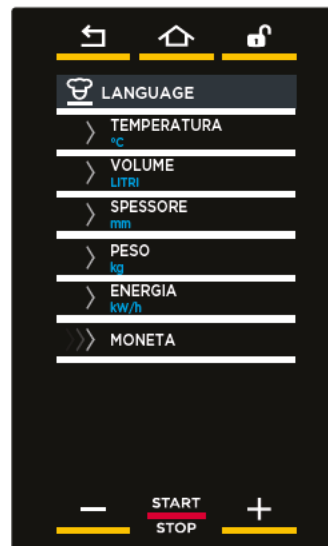 LANGUAGE
TEMPERATURA
°C
VOLUME
LITRI
SPESSORE
mm
PESO
kg
ENERGIA
kW/h
MONETA
START
STOP